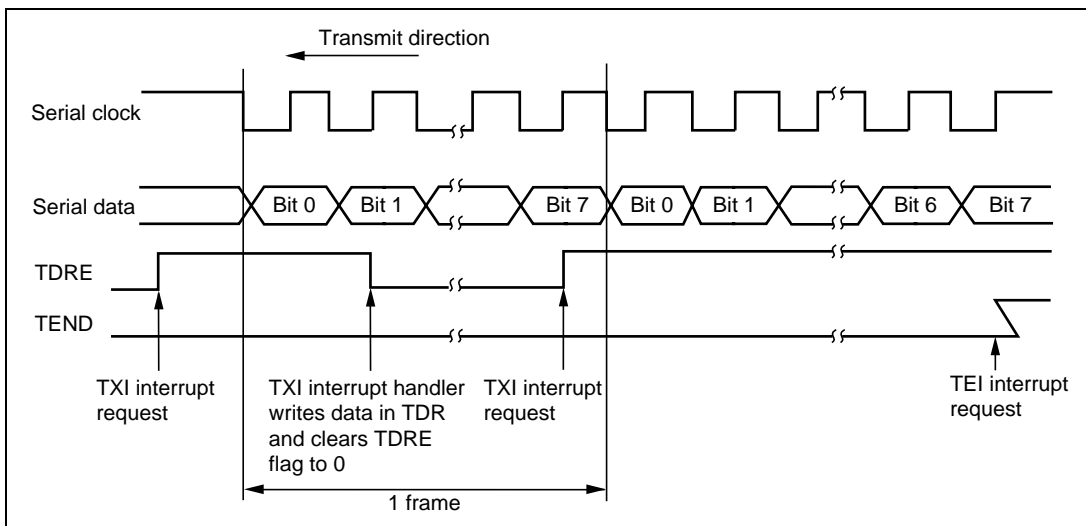 Transmit direction
Serial clock
Serial data
Bit 0
Bit 1
Bit 7
Bit 0
Bit 1
Bit 6
Bit 7
TDRE
TEND
TXI interrupt
request
TXI interrupt handler
writes data in TDR
and clears TDRE
flag to 0
TXI interrupt
request
TEI interrupt
request
1 frame